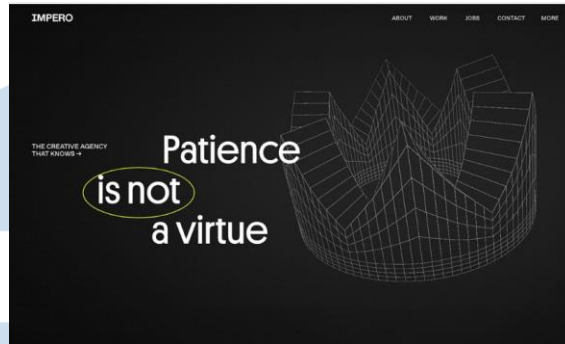 IMPERO
ABOUT WORK JOBS CONTACT MORE
THE CREATIVE AGENCY
THAT KNOWS →
Patience
is not
a virtue